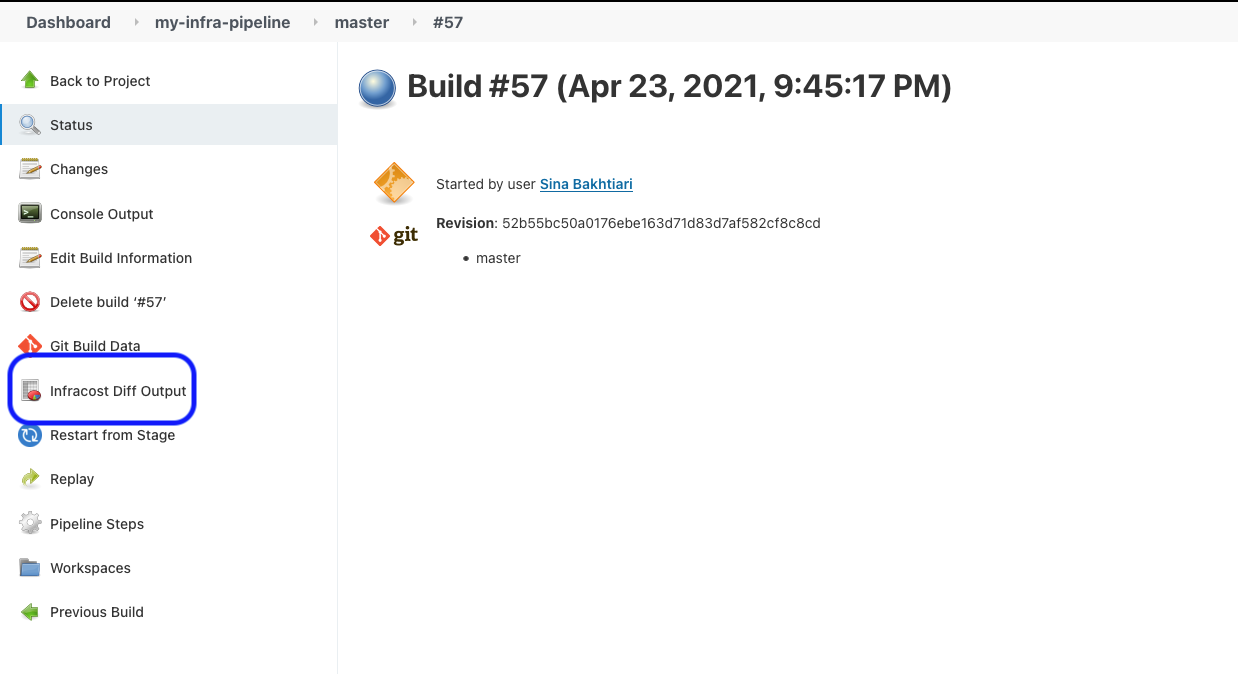 Dashboard my-infra-pipeline master #57
Back to Project
Status
Changes
Console Output
Edit Build Information
Delete build ‘#57’
Git Build Data
Infracost Diff Output
Restart from Stage
Replay
Pipeline Steps
Workspaces
Previous Build
Build #57 (Apr 23, 2021, 9:45:17 PM)
Started by user Sina Bakhtiari
git
Revision: 52b55bc50a0176ebe163d71d83d7af582cf8c8cd
• master